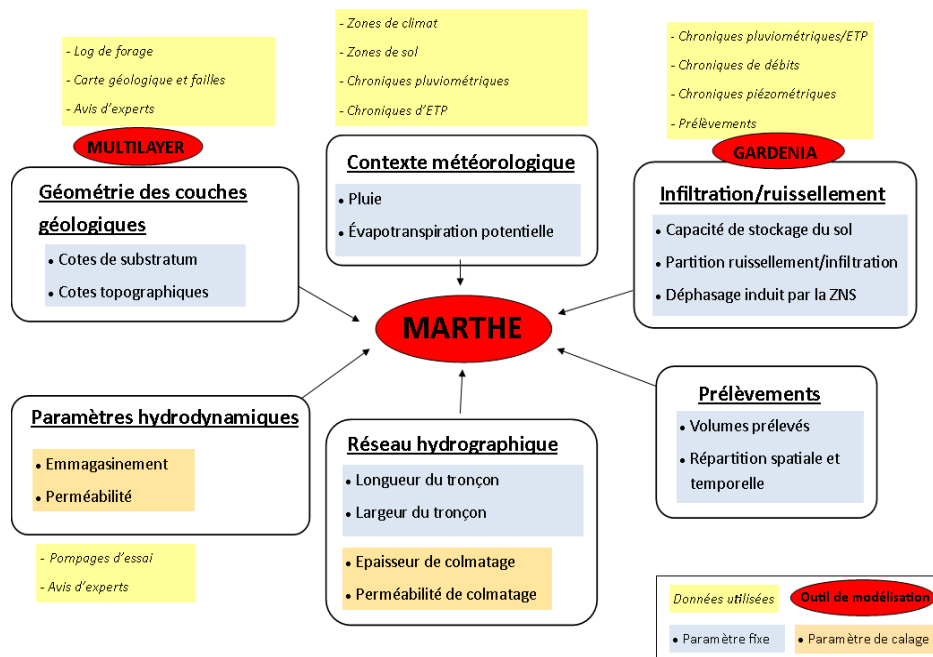 - Log de forage
- Carte géologique et failles
- Avis d'experts
MULTILAYER
Géométrie des couches
géologiques
• Cotes de substratum
• Cotes topographiques
- Zones de climat
- Zones de sol
- Chroniques pluviométriques
- Chroniques d'ETP
Contexte météorologique
• Pluie
• Évapotranspiration potentielle
- Chroniques pluviométriques/ETP
- Chroniques de débits
- Chroniques piézométriques
- Prélèvements
GARDENIA
Infiltration/ruissellement
• Capacité de stockage du sol
• Partition ruissellement/infiltration
• Déphasage induit par la ZNS
MARTHE
Paramètres hydrodynamiques
• Emmagasinement
• Perméabilité
- Pompages d'essai
- Avis d'experts
Réseau hydrographique
• Longueur du tronçon
• Largeur du tronçon
• Epaisseur de colmatage
• Perméabilité de colmatage
Prélèvements
• Volumes prélevés
• Répartition spatiale et
temporelle
Données utilisées
Outil de modélisation
• Paramètre fixe
• Paramètre de calage